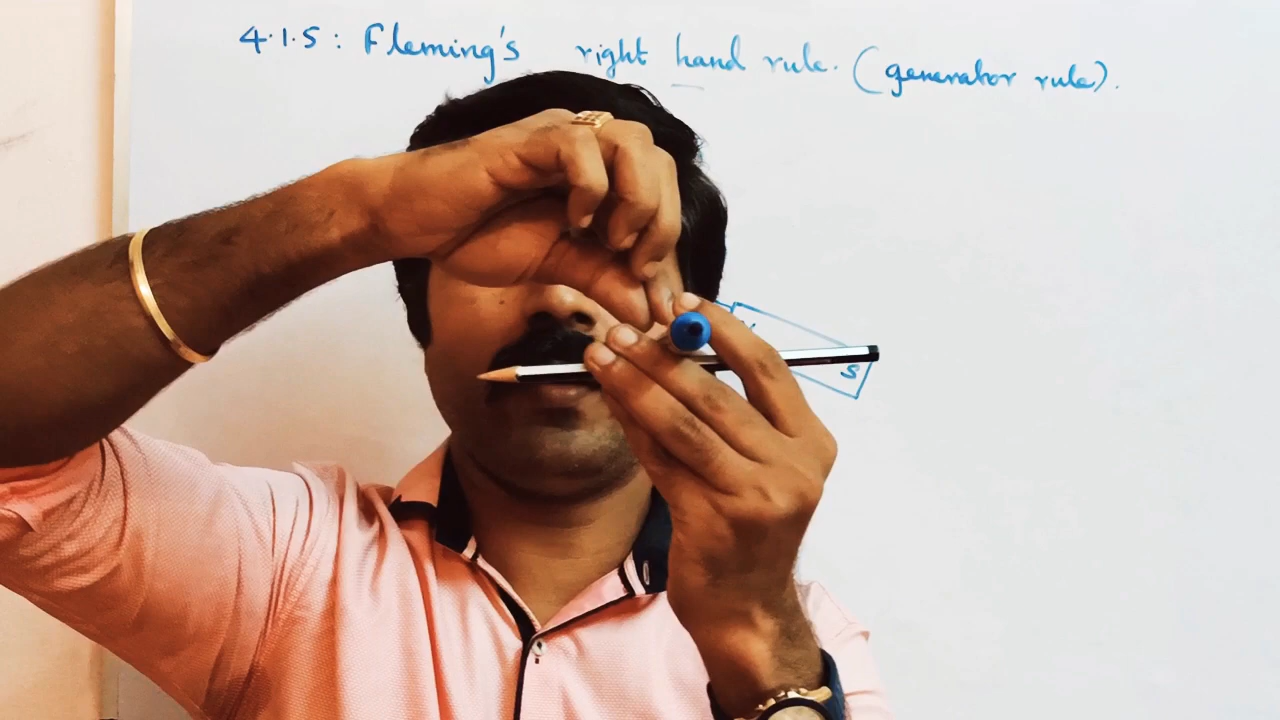 4.1.5 : Fleming's right hand rule. (generator rule).
S